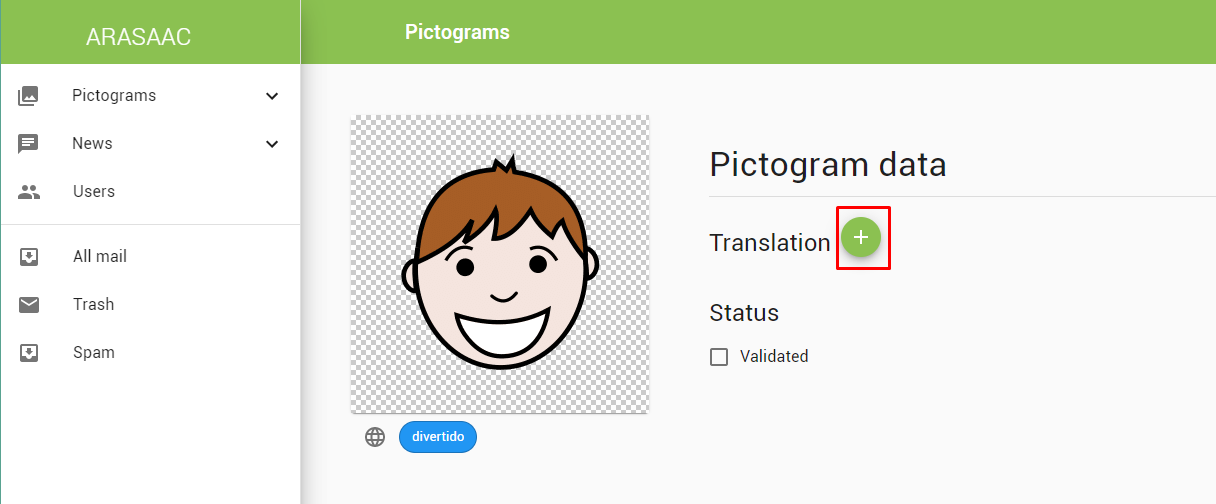 ARASAAC
Pictograms
Pictograms
News
Users
All mail
Trash
Spam
Pictogram data
Translation +
Status
Validated
divertido